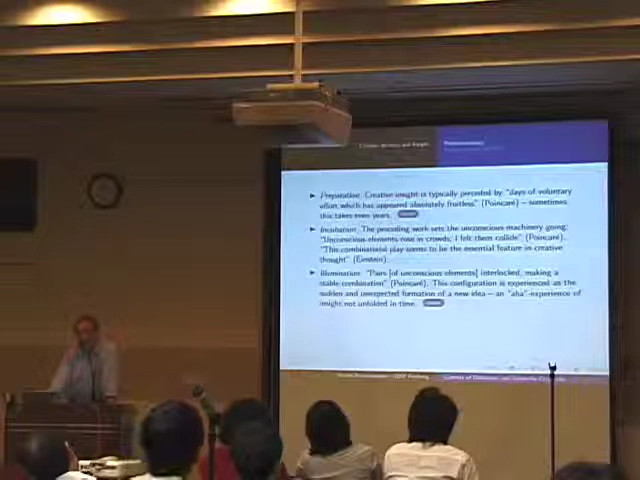 ► Preparation. Creative insight is typically preceded by "days of voluntary
effort which has appeared absolutely fruitless" (Poincaré) – sometimes
this takes even years.
► Incubation. The preceding work sets the unconscious machinery going:
"Unconscious elements rose in crowds; I felt them collide" (Poincaré).
"This combinatorial play seems to be the essential feature in creative
thought" (Einstein).
► Illumination. "Pairs [of unconscious elements] interlocked, making a
stable combination" (Poincaré). This configuration is experienced as the
sudden and unexpected formation of a new idea – an "aha"-experience of
insight not unfolded in time.